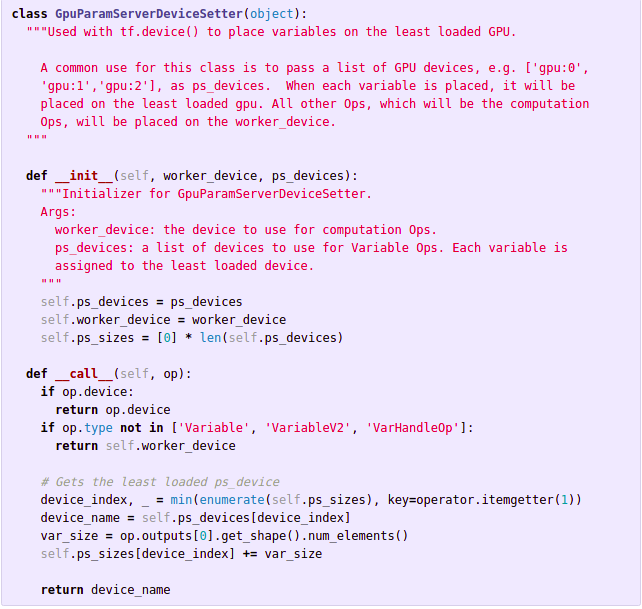 class GpuParamServerDeviceSetter(object):
  """Used with tf.device() to place variables on the least loaded GPU.

    A common use for this class is to pass a list of GPU devices, e.g. ['gpu:0',
    'gpu:1','gpu:2'], as ps_devices.  When each variable is placed, it will be
    placed on the least loaded gpu. All other Ops, which will be the computation
    Ops, will be placed on the worker_device.
  """

  def __init__(self, worker_device, ps_devices):
    """Initializer for GpuParamServerDeviceSetter.
    Args:
      worker_device: the device to use for computation Ops.
      ps_devices: a list of devices to use for Variable Ops. Each variable is
      assigned to the least loaded device.
    """
    self.ps_devices = ps_devices
    self.worker_device = worker_device
    self.ps_sizes = [0] * len(self.ps_devices)

  def __call__(self, op):
    if op.device:
      return op.device
    if op.type not in ['Variable', 'VariableV2', 'VarHandleOp']:
      return self.worker_device

    # Gets the least loaded ps_device
    device_index, _ = min(enumerate(self.ps_sizes), key=operator.itemgetter(1))
    device_name = self.ps_devices[device_index]
    var_size = op.outputs[0].get_shape().num_elements()
    self.ps_sizes[device_index] += var_size

    return device_name